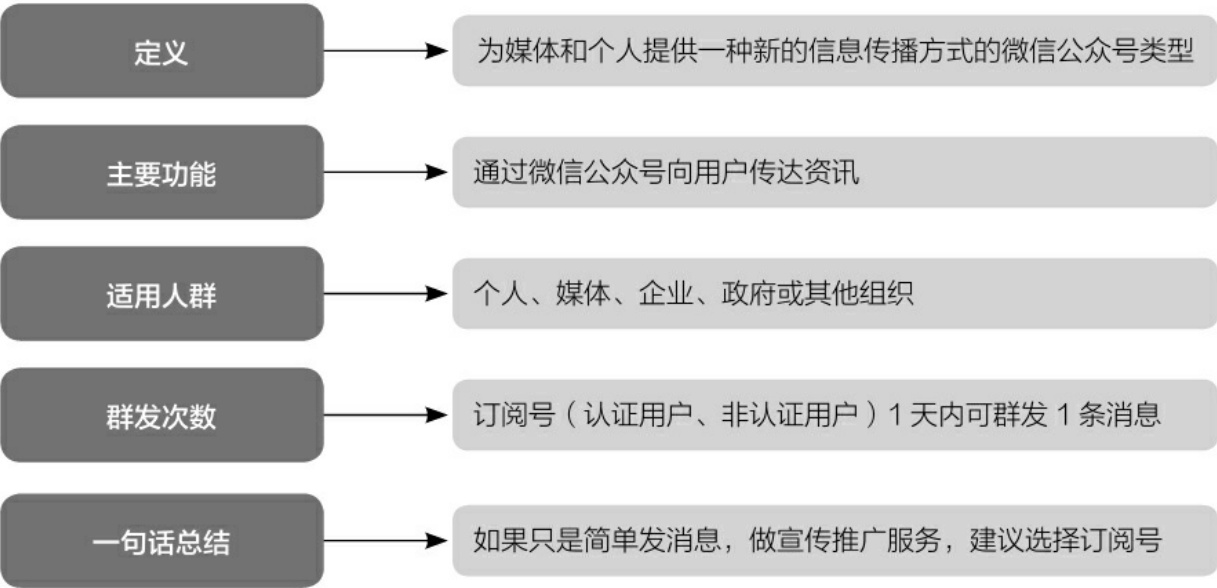 定义
为媒体和个人提供一种新的信息传播方式的微信公众号类型
主要功能
通过微信公众号向用户传达资讯
适用人群
个人、媒体、企业、政府或其他组织
群发次数
订阅号（认证用户、非认证用户）1 天内可群发 1 条消息
一句话总结
如果只是简单发消息，做宣传推广服务，建议选择订阅号